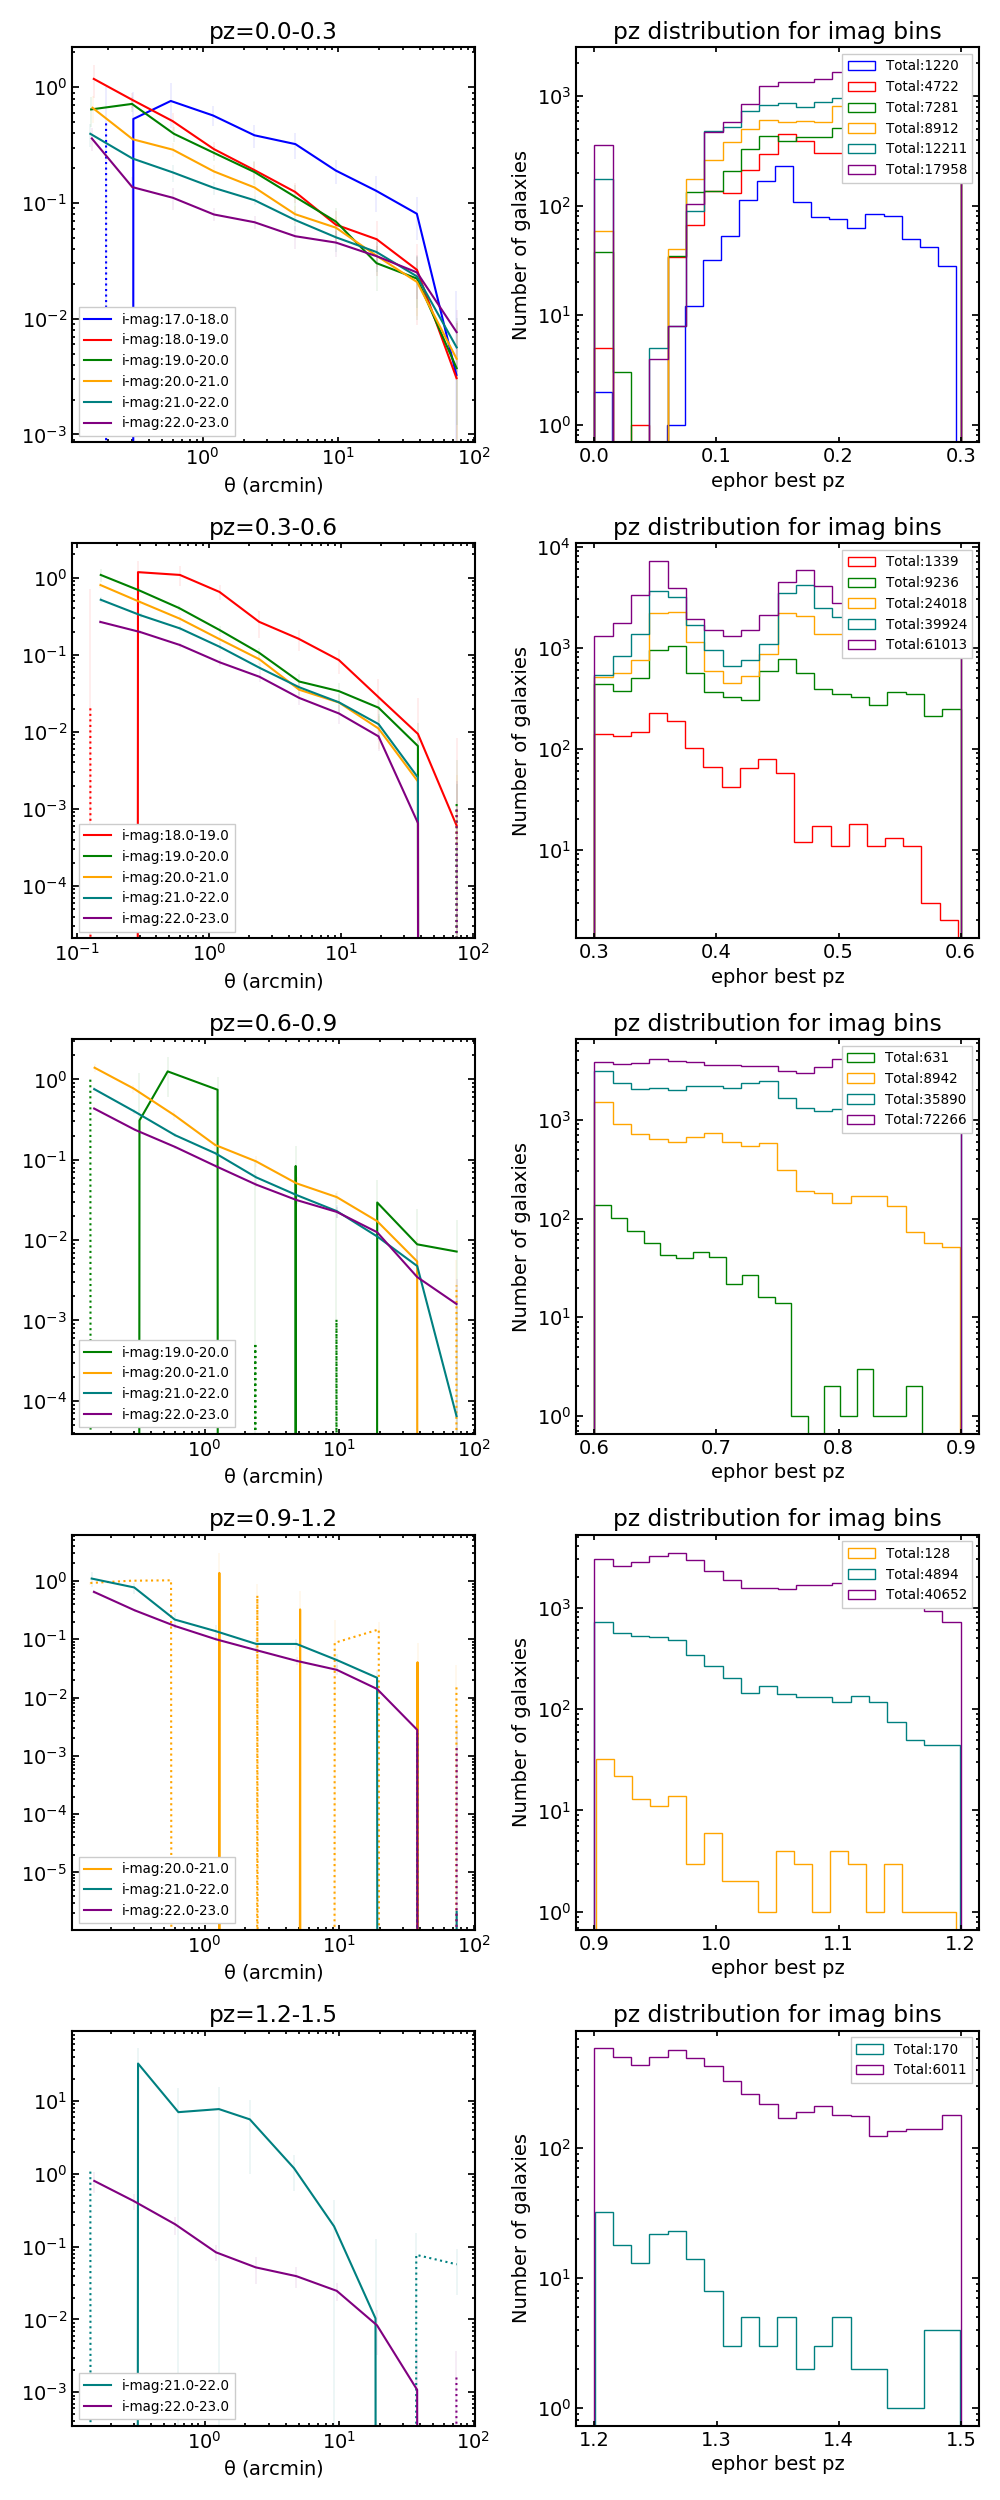 pz=0.0-0.3
10⁰
10⁻¹
10⁻²
10⁻³
i-mag:17.0-18.0
i-mag:18.0-19.0
i-mag:19.0-20.0
i-mag:20.0-21.0
i-mag:21.0-22.0
i-mag:22.0-23.0
10⁰ 10¹ 10²
θ (arcmin)
pz distribution for imag bins
Number of galaxies
10³
10²
10¹
10⁰
Total:1220
Total:4722
Total:7281
Total:8912
Total:12211
Total:17958
0.0 0.1 0.2 0.3
ephor best pz
pz=0.3-0.6
10⁰
10⁻¹
10⁻²
10⁻³
10⁻⁴
i-mag:18.0-19.0
i-mag:19.0-20.0
i-mag:20.0-21.0
i-mag:21.0-22.0
i-mag:22.0-23.0
10⁻¹ 10⁰ 10¹ 10²
θ (arcmin)
pz distribution for imag bins
Number of galaxies
10⁴
10³
10²
10¹
Total:1339
Total:9236
Total:24018
Total:39924
Total:61013
0.3 0.4 0.5 0.6
ephor best pz
pz=0.6-0.9
10⁰
10⁻¹
10⁻²
10⁻³
10⁻⁴
i-mag:19.0-20.0
i-mag:20.0-21.0
i-mag:21.0-22.0
i-mag:22.0-23.0
10⁰ 10¹ 10²
θ (arcmin)
pz distribution for imag bins
Number of galaxies
10³
10²
10¹
10⁰
Total:631
Total:8942
Total:35890
Total:72266
0.6 0.7 0.8 0.9
ephor best pz
pz=0.9-1.2
10⁰
10⁻¹
10⁻²
10⁻³
10⁻⁴
10⁻⁵
i-mag:20.0-21.0
i-mag:21.0-22.0
i-mag:22.0-23.0
10⁰ 10¹ 10²
θ (arcmin)
pz distribution for imag bins
Number of galaxies
10³
10²
10¹
10⁰
Total:128
Total:4894
Total:40652
0.9 1.0 1.1 1.2
ephor best pz
pz=1.2-1.5
10¹
10⁰
10⁻¹
10⁻²
10⁻³
i-mag:21.0-22.0
i-mag:22.0-23.0
10⁰ 10¹ 10²
θ (arcmin)
pz distribution for imag bins
Number of galaxies
10²
10¹
10⁰
Total:170
Total:6011
1.2 1.3 1.4 1.5
ephor best pz